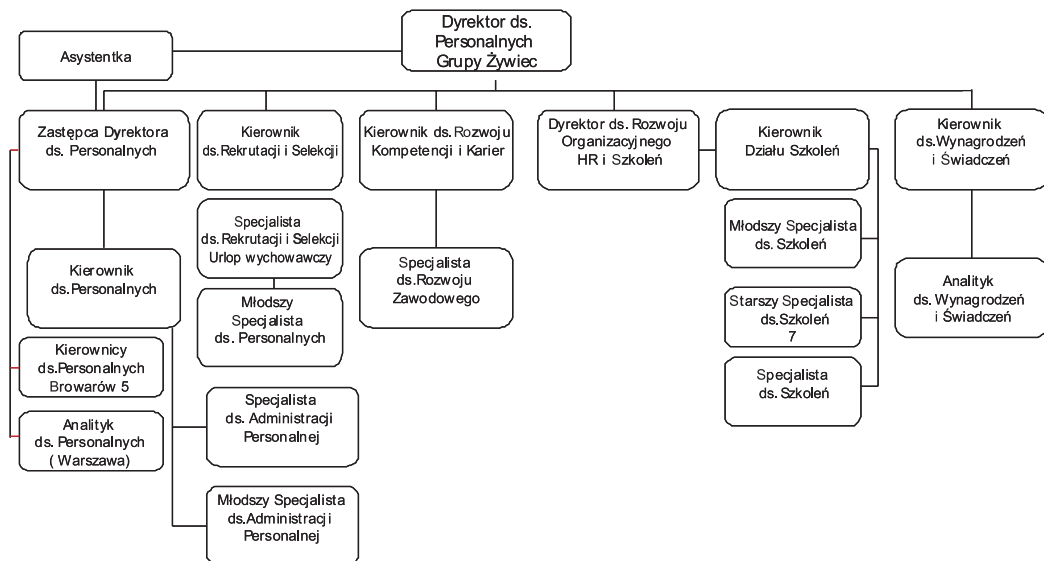 Dyrektor ds.
Personalnych
Grupy Żywiec
Asystentka
Zastępca Dyrektora
ds. Personalnych
Kierownik
ds.Rekrutacji i Selekcji
Kierownik ds.Rozwoju
Kompetencji i Karier
Dyrektor ds. Rozwoju
Organizacyjnego
HR i Szkoleń
Kierownik
Działu Szkoleń
Kierownik
ds.Wynagrodzeń
i Świadczeń
Specjalista
ds.Rekrutacji i Selekcji
Urlop wychowawczy
Młodszy Specjalista
ds. Szkoleń
Kierownik
ds.Personalnych
Specjalista
ds.Rozwoju
Zawodowego
Analityk
ds. Wynagrodzeń
i Świadczeń
Młodszy
Specjalista
ds. Personalnych
Starszy Specjalista
ds.Szkoleń
7
Kierownicy
ds.Personalnych
Browarów 5
Specjalista
ds. Szkoleń
Specjalista
ds. Administracji
Personalnej
Analityk
ds. Personalnych
( Warszawa)
Młodszy Specjalista
ds.Administracji
Personalnej